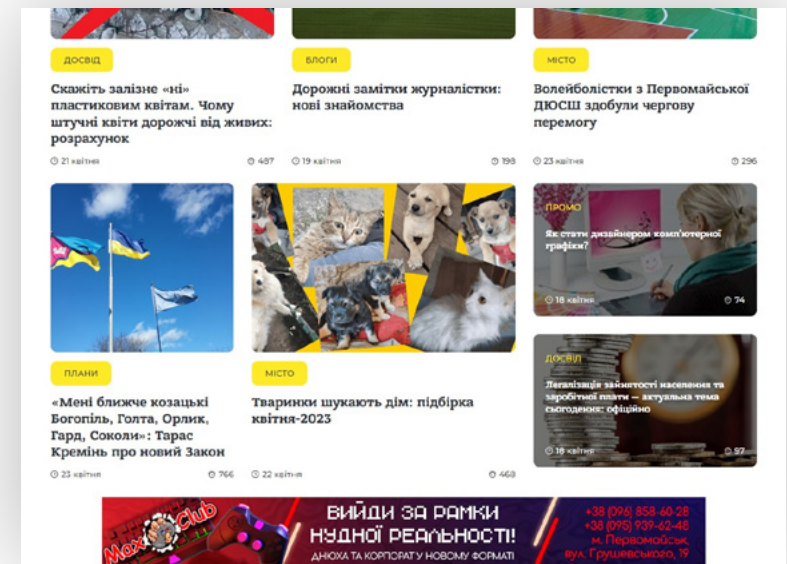 ДОСВІД
Скажіть залізне «ні»
пластиковим квітам. Чому
штучні квіти дорожчі від живих:
розрахунок
21 квітня 487
БЛОГИ
Дорожні замітки журналістки:
нові знайомства
19 квітня 198
МІСТО
Волейболістки з Первомайської
ДЮСШ здобули чергову
перемогу
23 квітня 296
ПЛАНИ
«Мені ближче козацькі
Богопіль, Голта, Орлик,
Гард, Соколи»: Тарас
Кремінь про новий Закон
23 квітня 766
МІСТО
Тваринки шукають дім: підбірка
квітня-2023
22 квітня 468
ПРОМО
Як стати дизайнером комп'ютерної
графіки?
18 квітня 74
ДОСВІД
Легалізація зайнятості населення та
заробітної плати — актуальна тема
сьогодення: офіційно
18 квітня 97
Max Club
ВИЙДИ ЗА РАМКИ
НУДНОЇ РЕАЛЬНОСТІ!
ДНЮХА ТА КОРПОРАТ У НОВОМУ ФОРМАТІ
+38 (096) 858-60-28
+38 (095) 939-62-48
м. Первомайськ,
вул. Грушевського, 19